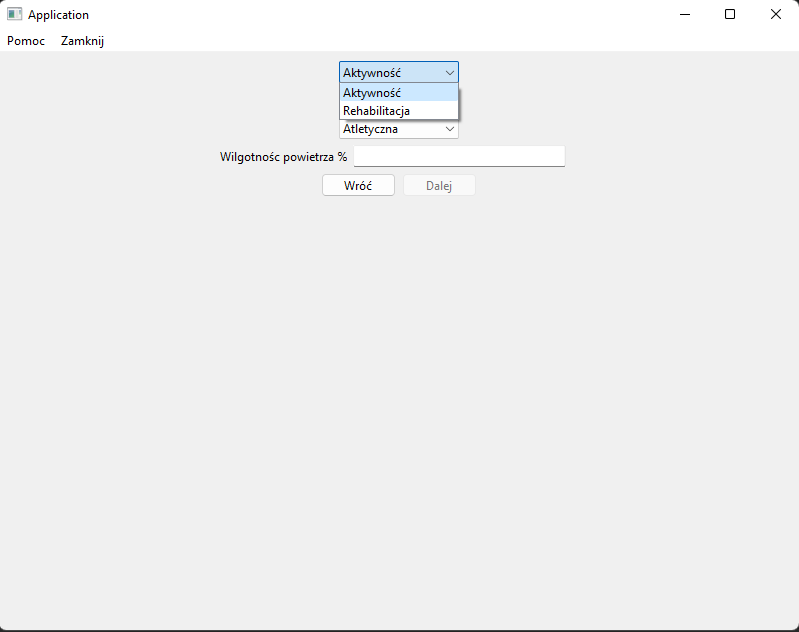 Application
Pomoc Zamknij
Aktywność
Aktywność
Rehabilitacja
Atletyczna
Wilgotnośc powietrza %
Wróć Dalej